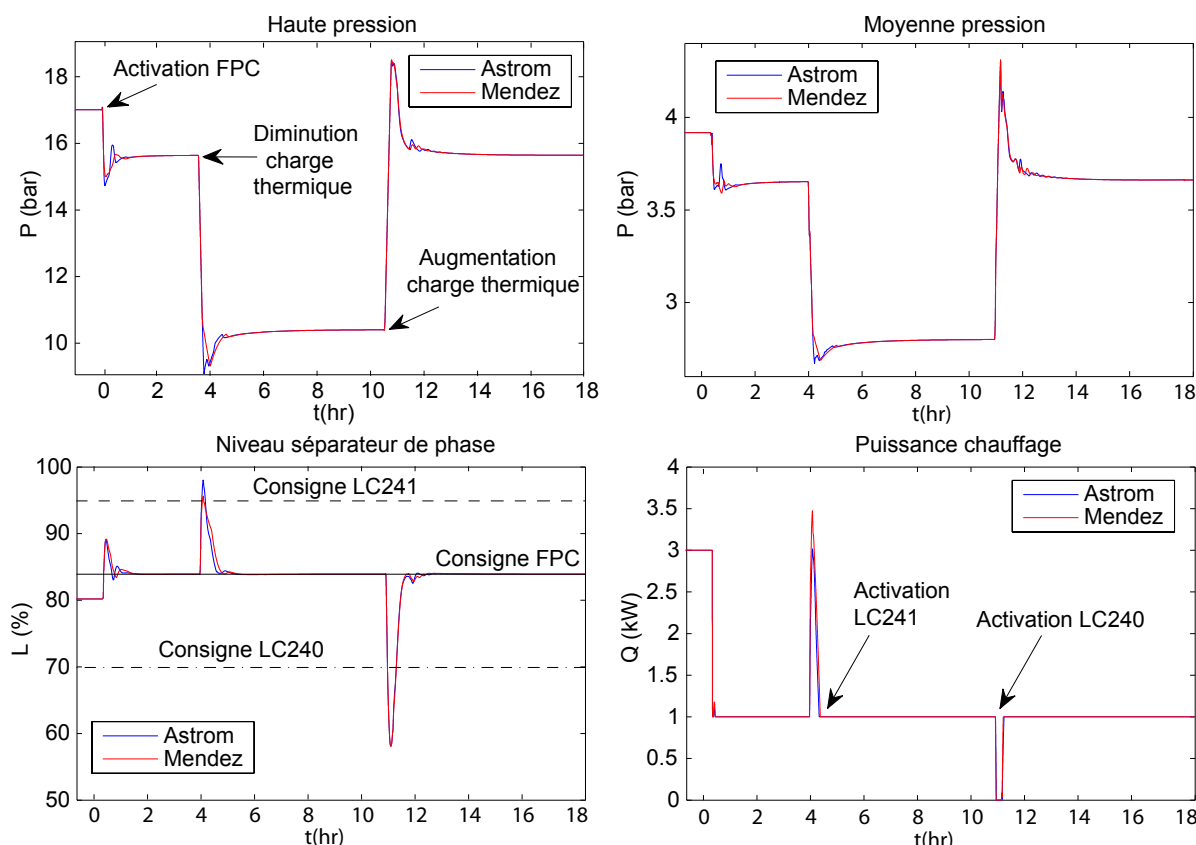 Haute pression
18
16
14
12
10
P (bar)
0 2 4 6 8 10 12 14 16 18
t(hr)
Activation FPC
Diminution
charge
thermique
Augmentation
charge thermique
Astrom
Mendez
Moyenne pression
4
3.5
3
P (bar)
0 2 4 6 8 10 12 14 16 18
t(hr)
Astrom
Mendez
Niveau séparateur de phase
100
90
80
70
60
50
L (%)
0 2 4 6 8 10 12 14 16 18
t(hr)
Consigne LC241
Consigne FPC
Consigne LC240
Astrom
Mendez
Puissance chauffage
4
3.5
3
2.5
2
1.5
1
0.5
0
Q (kW)
0 2 4 6 8 10 12 14 16 18
t(hr)
Astrom
Mendez
Activation
LC241
Activation LC240